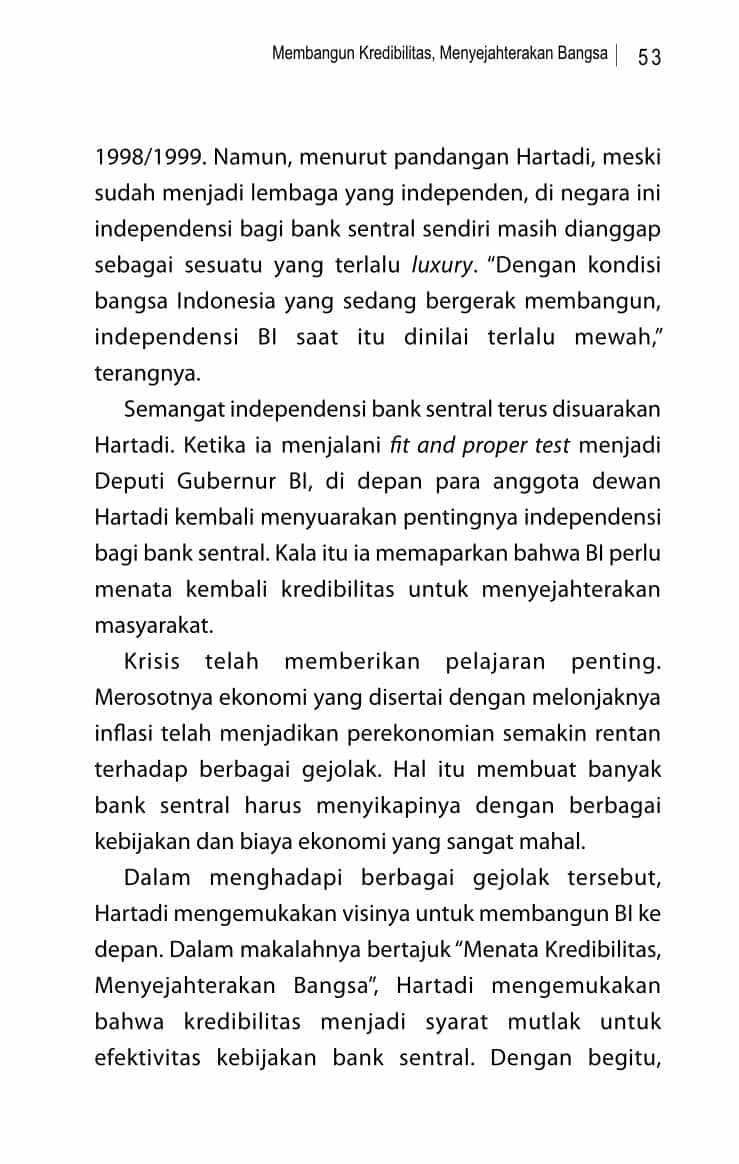 Membangun Kredibilitas, Menyejahterakan Bangsa | 53
1998/1999. Namun, menurut pandangan Hartadi, meski
sudah menjadi lembaga yang independen, di negara ini
independensi bagi bank sentral sendiri masih dianggap
sebagai sesuatu yang terlalu luxury. “Dengan kondisi
bangsa Indonesia yang sedang bergerak membangun,
independensi BI saat itu dinilai terlalu mewah,”
terangnya.
Semangat independensi bank sentral terus disuarakan
Hartadi. Ketika ia menjalani fit and proper test menjadi
Deputi Gubernur BI, di depan para anggota dewan
Hartadi kembali menyuarakan pentingnya independensi
bagi bank sentral. Kala itu ia memaparkan bahwa BI perlu
menata kembali kredibilitas untuk menyejahterakan
masyarakat.
Krisis telah memberikan pelajaran penting.
Merosotnya ekonomi yang disertai dengan melonjaknya
inflasi telah menjadikan perekonomian semakin rentan
terhadap berbagai gejolak. Hal itu membuat banyak
bank sentral harus menyikapinya dengan berbagai
kebijakan dan biaya ekonomi yang sangat mahal.
Dalam menghadapi berbagai gejolak tersebut,
Hartadi mengemukakan visinya untuk membangun BI ke
depan. Dalam makalahnya bertajuk “Menata Kredibilitas,
Menyejahterakan Bangsa”, Hartadi mengemukakan
bahwa kredibilitas menjadi syarat mutlak untuk
efektivitas kebijakan bank sentral. Dengan begitu,